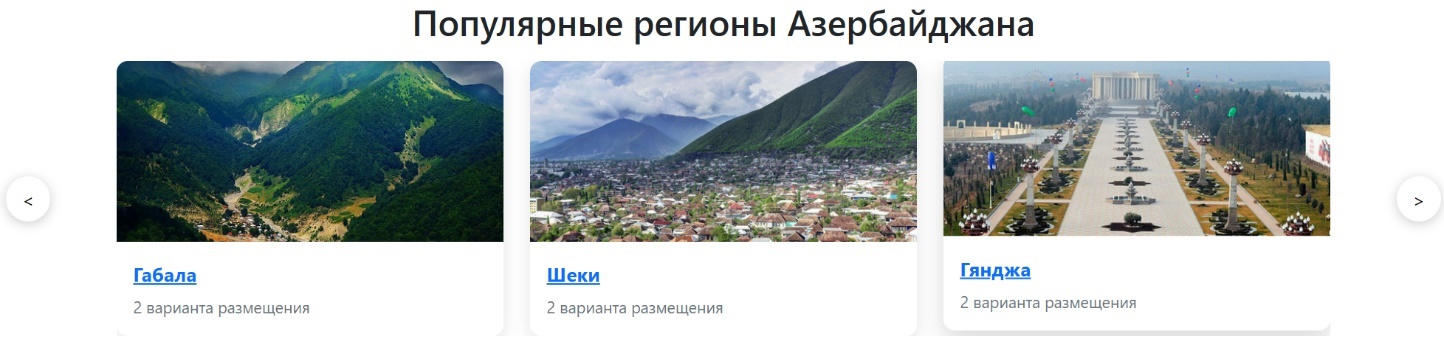 Популярные регионы Азербайджана
<
>
Габала
2 варианта размещения
Шеки
2 варианта размещения
Гянджа
2 варианта размещения